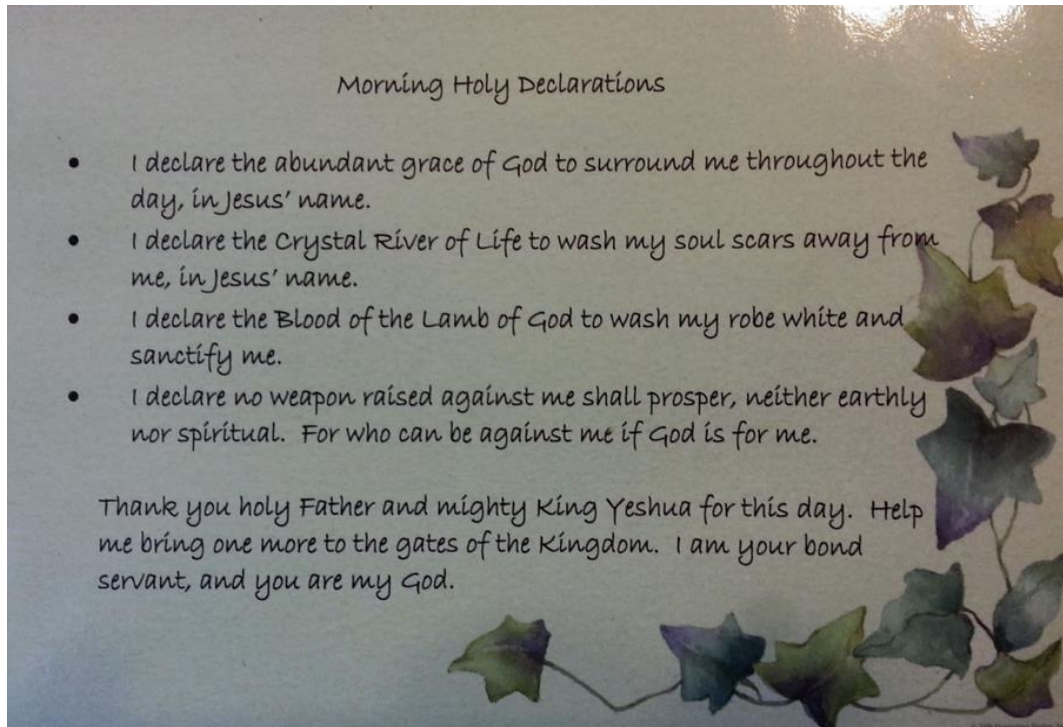 Morning Holy Declarations
• I declare the abundant grace of God to surround me throughout the
day, in Jesus' name.
• I declare the Crystal River of Life to wash my soul scars away from
me, in Jesus' name.
• I declare the Blood of the Lamb of God to wash my robe white and
sanctify me.
• I declare no weapon raised against me shall prosper, neither earthly
nor spiritual. For who can be against me if God is for me.
Thank you holy Father and mighty King Yeshua for this day. Help
me bring one more to the gates of the Kingdom. I am your bond
servant, and you are my God.